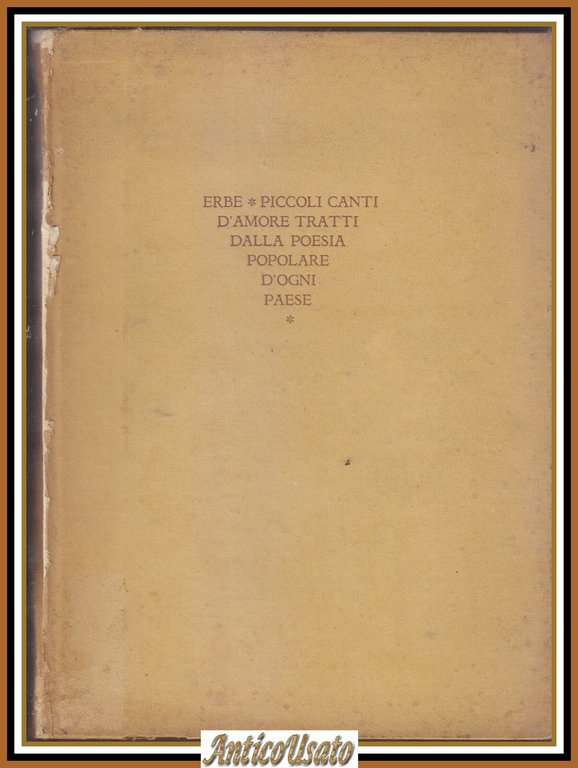 ERBE * PICCOLI CANTI
D'AMORE TRATTI
DALLA POESIA
POPOLARE
D'OGNI
PAESE
*
AnticoUsato